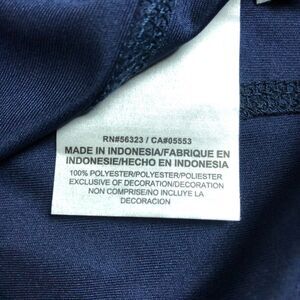 RN#56323 / CA#05553
MADE IN INDONESIA/FABRIQUE EN
INDONESIE/HECHO EN INDONESIA
100% POLYESTER/POLYESTER/POLIESTER
EXCLUSIVE OF DECORATION/DECORATION
NON COMPRISE/NO INCLUYE LA
DECORACION